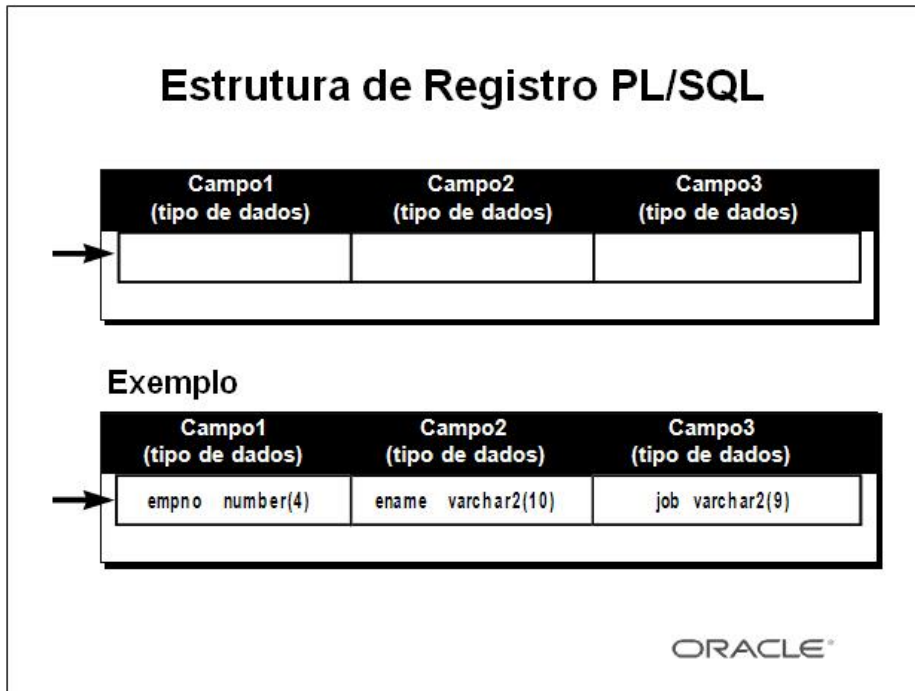 Estrutura de Registro PL/SQL
Campo1 Campo2 Campo3
(tipo de dados) (tipo de dados) (tipo de dados)
Exemplo
Campo1 Campo2 Campo3
(tipo de dados) (tipo de dados) (tipo de dados)
empno number(4) ename varchar2(10) job varchar2(9)
ORACLE®